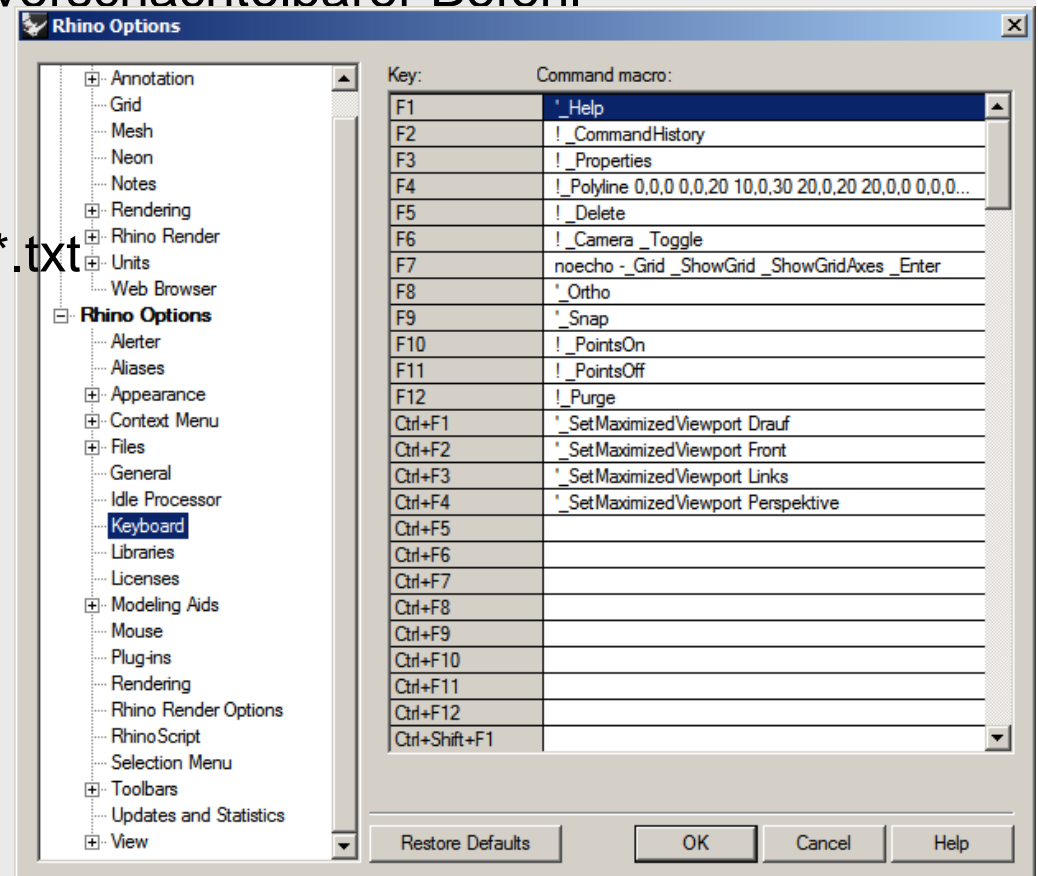 verschachtelbarer Befehl
Rhino Options
Annotation
Grid
Mesh
Neon
Notes
Rendering
Rhino Render
*.txt
Units
Web Browser
Rhino Options
Alerter
Aliases
Appearance
Context Menu
Files
General
Idle Processor
Keyboard
Libraries
Licenses
Modeling Aids
Mouse
Plug-ins
Rendering
Rhino Render Options
RhinoScript
Selection Menu
Toolbars
Updates and Statistics
View
Key: Command macro:
F1 '_Help
F2 ! _CommandHistory
F3 ! _Properties
F4 !_Polyline 0,0,0 0,0,20 10,0,30 20,0,20 20,0,0 0,0,0...
F5 ! _Delete
F6 ! _Camera _Toggle
F7 noecho -_Grid _ShowGrid _ShowGridAxes _Enter
F8 '_Ortho
F9 '_Snap
F10 ! _PointsOn
F11 ! _PointsOff
F12 !_Purge
Ctrl+F1 '_SetMaximizedViewport Drauf
Ctrl+F2 '_SetMaximizedViewport Front
Ctrl+F3 '_SetMaximizedViewport Links
Ctrl+F4 '_SetMaximizedViewport Perspektive
Ctrl+F5
Ctrl+F6
Ctrl+F7
Ctrl+F8
Ctrl+F9
Ctrl+F10
Ctrl+F11
Ctrl+F12
Ctrl+Shift+F1
Restore Defaults OK Cancel Help